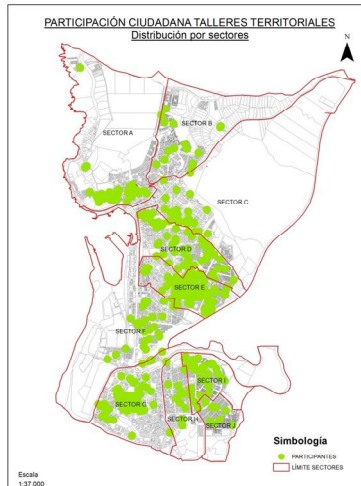 PARTICIPACIÓN CIUDADANA TALLERES TERRITORIALES
Distribución por sectores
N
SECTOR A
SECTOR B
SECTOR C
SECTOR D
SECTOR E
SECTOR F
SECTOR G
SECTOR H
SECTOR I
SECTOR J
Simbología
PARTICIPANTES
LÍMITE SECTORES
Escala
1:37.000